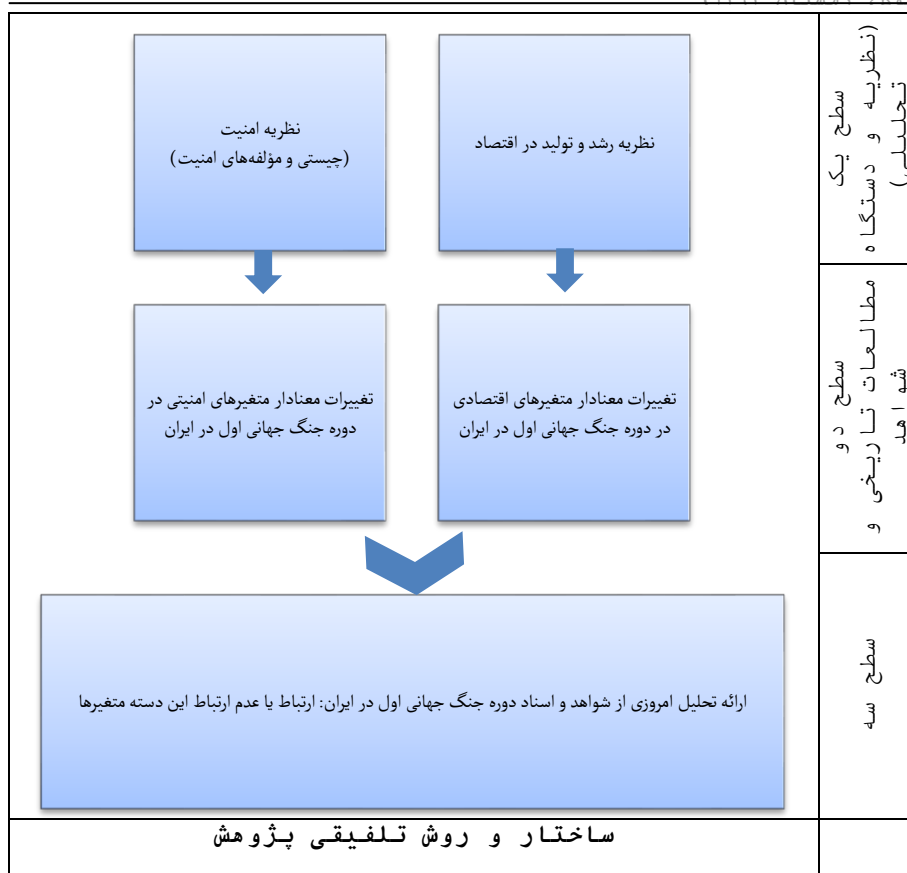 سطح یک
(نظریه و دستگاه
تحلیلی)
نظریه رشد و تولید در اقتصاد
نظریه امنیت
(چیستی و مؤلفه‌های امنیت)
سطح دو
مطالعات تاریخی و
شواهد
تغییرات معنادار متغیرهای اقتصادی
در دوره جنگ جهانی اول در ایران
تغییرات معنادار متغیرهای امنیتی در
دوره جنگ جهانی اول در ایران
سطح سه
ارائه تحلیل امروزی از شواهد و اسناد دوره جنگ جهانی اول در ایران: ارتباط یا عدم ارتباط این دسته متغیرها
ساختار و روش تلفیقی پژوهش